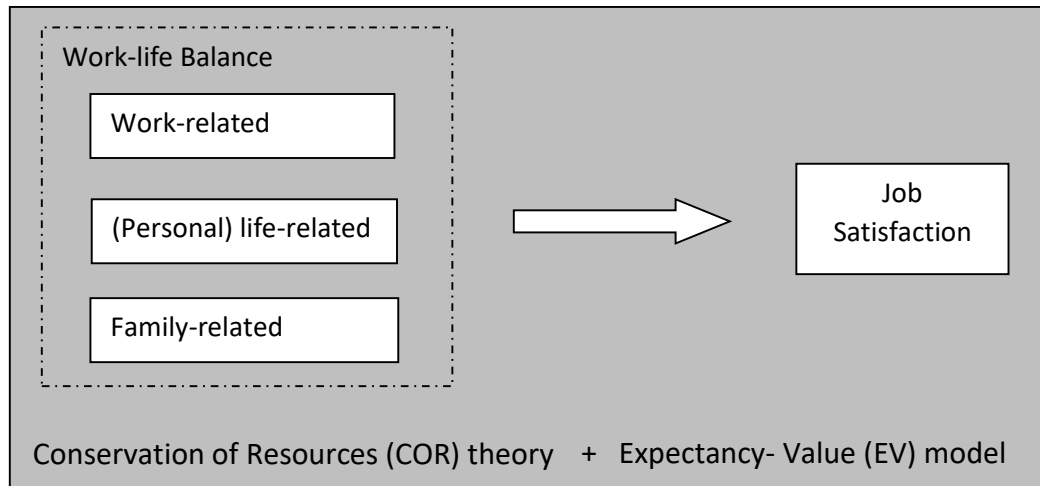 Work-life Balance
Work-related
(Personal) life-related
Family-related
Job
Satisfaction
Conservation of Resources (COR) theory + Expectancy- Value (EV) model